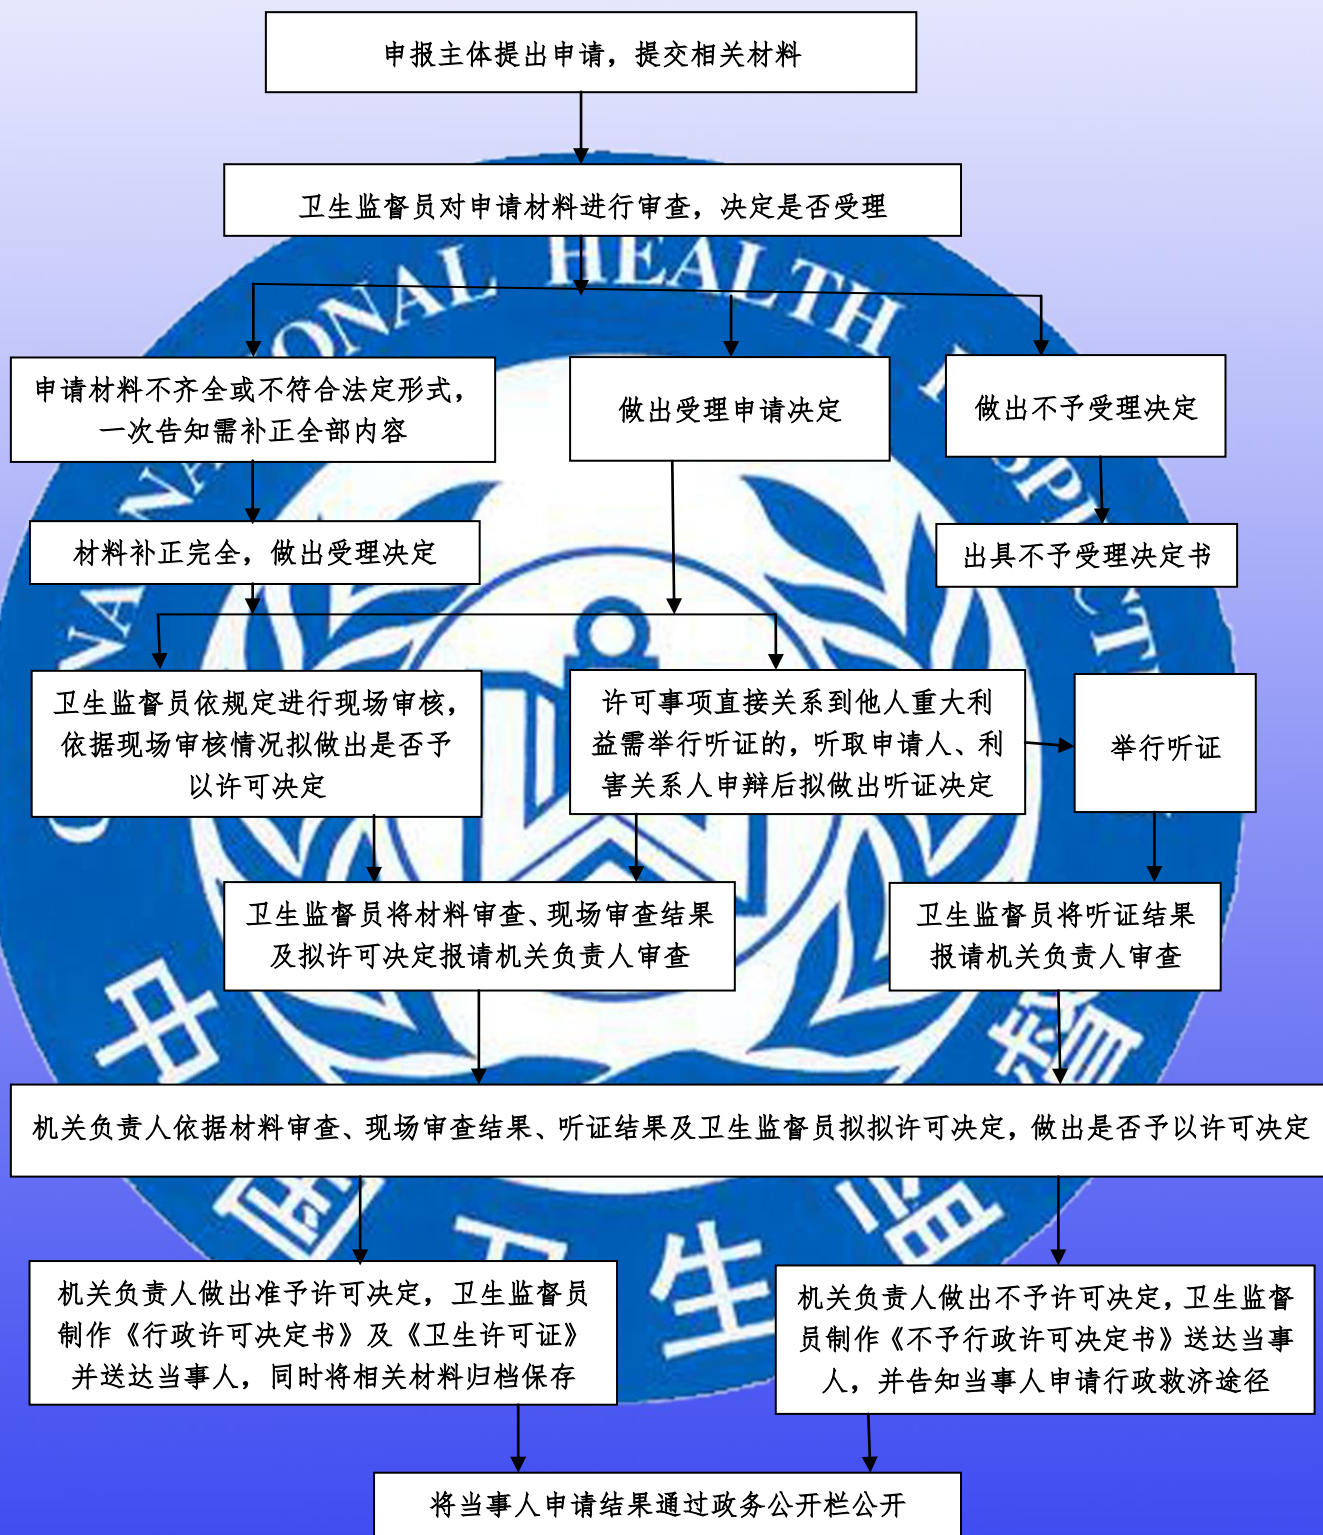 申报主体提出申请，提交相关材料
卫生监督员对申请材料进行审查，决定是否受理
NATIONAL HEALTH
申请材料不齐全或不符合法定形式，
一次告知需补正全部内容
做出受理申请决定
做出不予受理决定
材料补正完全，做出受理决定
出具不予受理决定书
卫生监督员依规定进行现场审核，
依据现场审核情况拟做出是否予
以许可决定
许可事项直接关系到他人重大利
益需举行听证的，听取申请人、利
害关系人申辩后拟做出听证决定
举行听证
卫生监督员将材料审查、现场审查结果
及拟许可决定报请机关负责人审查
卫生监督员将听证结果
报请机关负责人审查
机关负责人依据材料审查、现场审查结果、听证结果及卫生监督员拟拟许可决定，做出是否予以许可决定
中国卫生监督
机关负责人做出准予许可决定，卫生监督员
制作《行政许可决定书》及《卫生许可证》
并送达当事人，同时将相关材料归档保存
机关负责人做出不予许可决定，卫生监督
员制作《不予行政许可决定书》送达当事
人，并告知当事人申请行政救济途径
将当事人申请结果通过政务公开栏公开